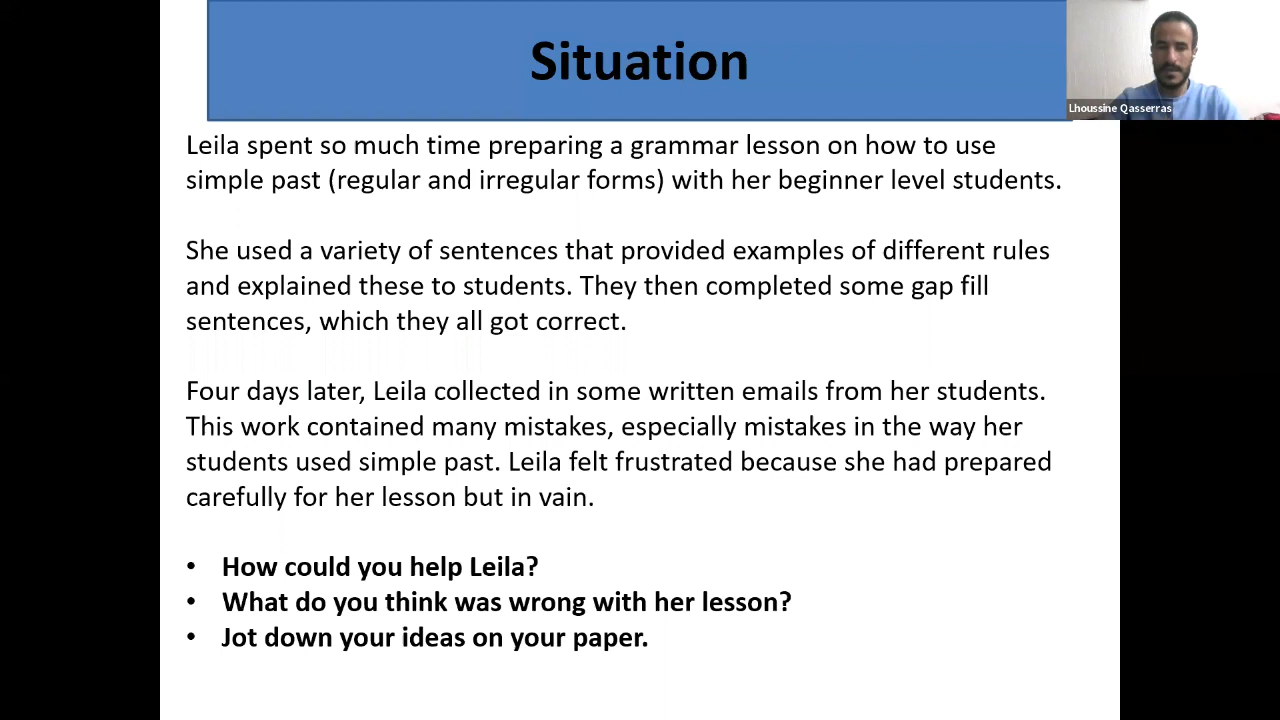 Situation
Lhoussine Qasserras
Leila spent so much time preparing a grammar lesson on how to use
simple past (regular and irregular forms) with her beginner level students.
She used a variety of sentences that provided examples of different rules
and explained these to students. They then completed some gap fill
sentences, which they all got correct.
Four days later, Leila collected in some written emails from her students.
This work contained many mistakes, especially mistakes in the way her
students used simple past. Leila felt frustrated because she had prepared
carefully for her lesson but in vain.
• How could you help Leila?
• What do you think was wrong with her lesson?
• Jot down your ideas on your paper.